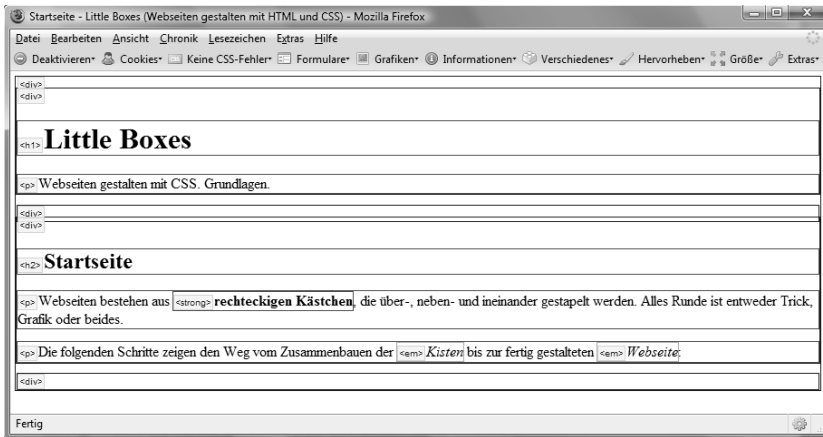 Startseite - Little Boxes (Webseiten gestalten mit HTML und CSS) - Mozilla Firefox
Datei Bearbeiten Ansicht Chronik Lesezeichen Extras Hilfe
Deaktivieren Cookies Keine CSS-Fehler Formulare Grafiken Informationen Verschiedenes Hervorheben Größe Extras
<div>
<div>
<h1> Little Boxes
<p> Webseiten gestalten mit CSS. Grundlagen.
<div>
<div>
<h2> Startseite
<p> Webseiten bestehen aus <strong> rechteckigen Kästchen, die über-, neben- und ineinander gestapelt werden. Alles Runde ist entweder Trick,
Grafik oder beides.
<p> Die folgenden Schritte zeigen den Weg vom Zusammenbauen der <em> Kisten bis zur fertig gestalteten <em> Webseite:
<div>
Fertig